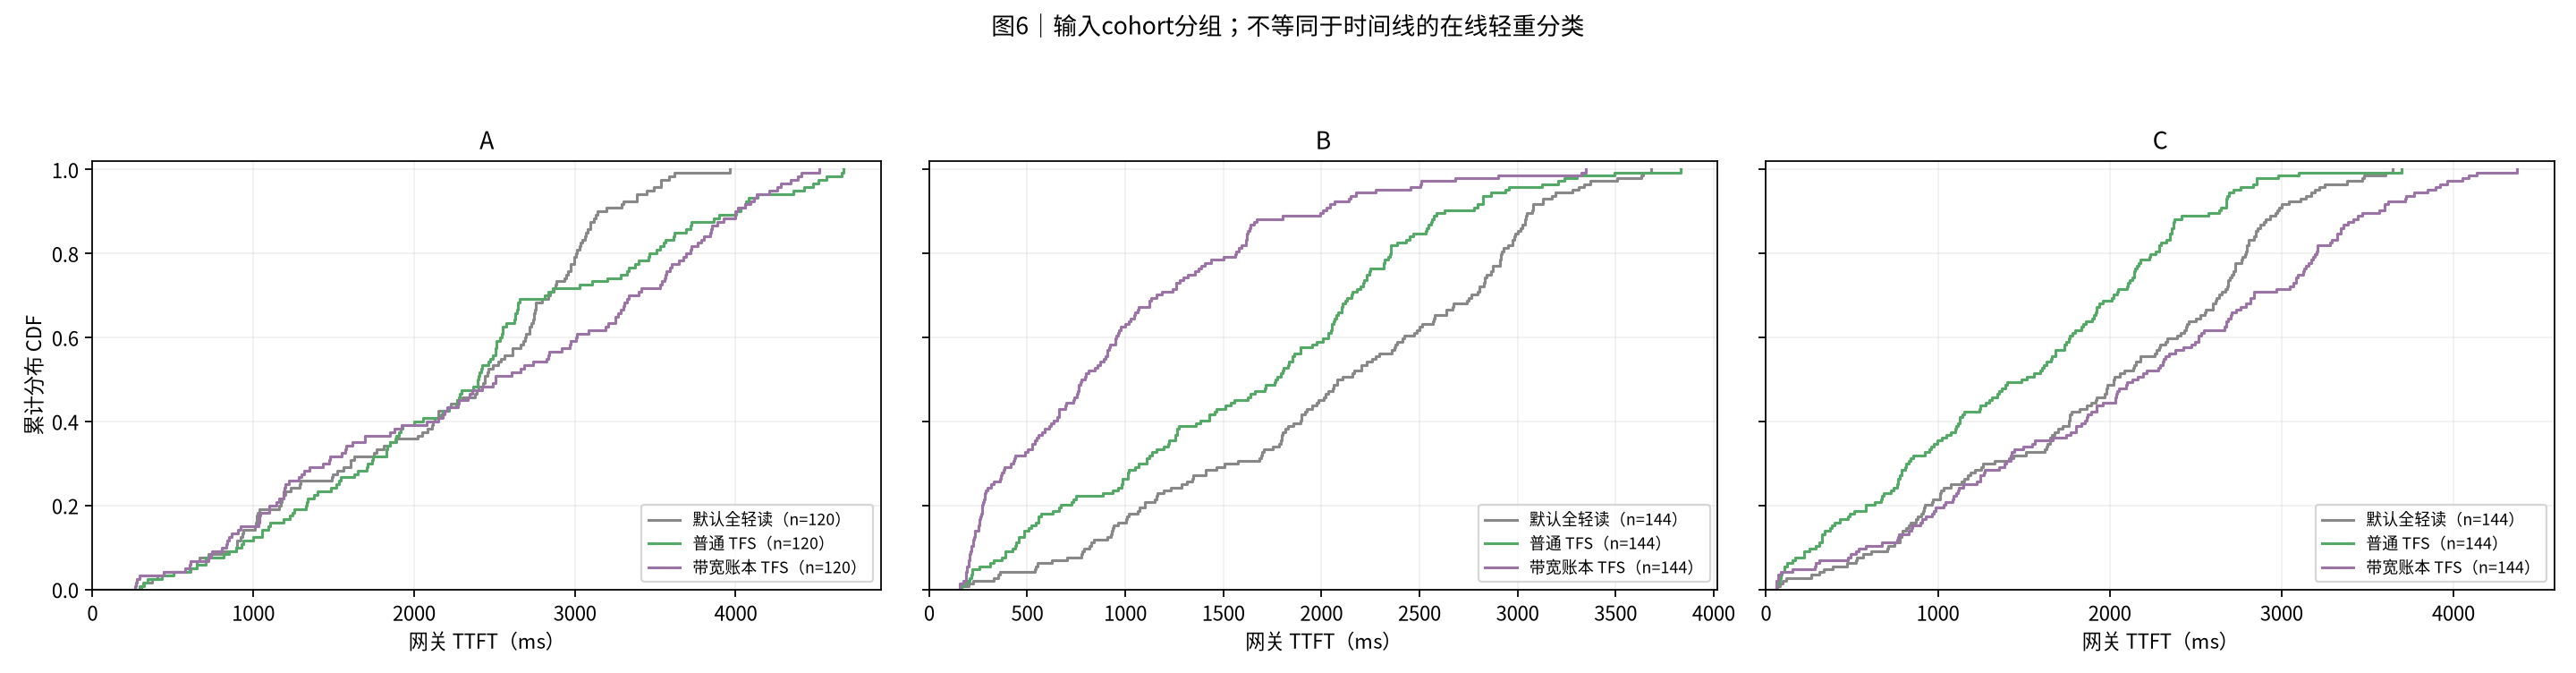 图6｜输入cohort分组；不等同于时间线的在线轻重分类
A
累计分布 CDF
1.0
0.8
0.6
0.4
0.2
0.0
0 1000 2000 3000 4000
网关 TTFT（ms）
默认全轻读（n=120）
普通 TFS（n=120）
带宽账本 TFS（n=120）
B
0 500 1000 1500 2000 2500 3000 3500 4000
网关 TTFT（ms）
默认全轻读（n=144）
普通 TFS（n=144）
带宽账本 TFS（n=144）
C
0 1000 2000 3000 4000
网关 TTFT（ms）
默认全轻读（n=144）
普通 TFS（n=144）
带宽账本 TFS（n=144）